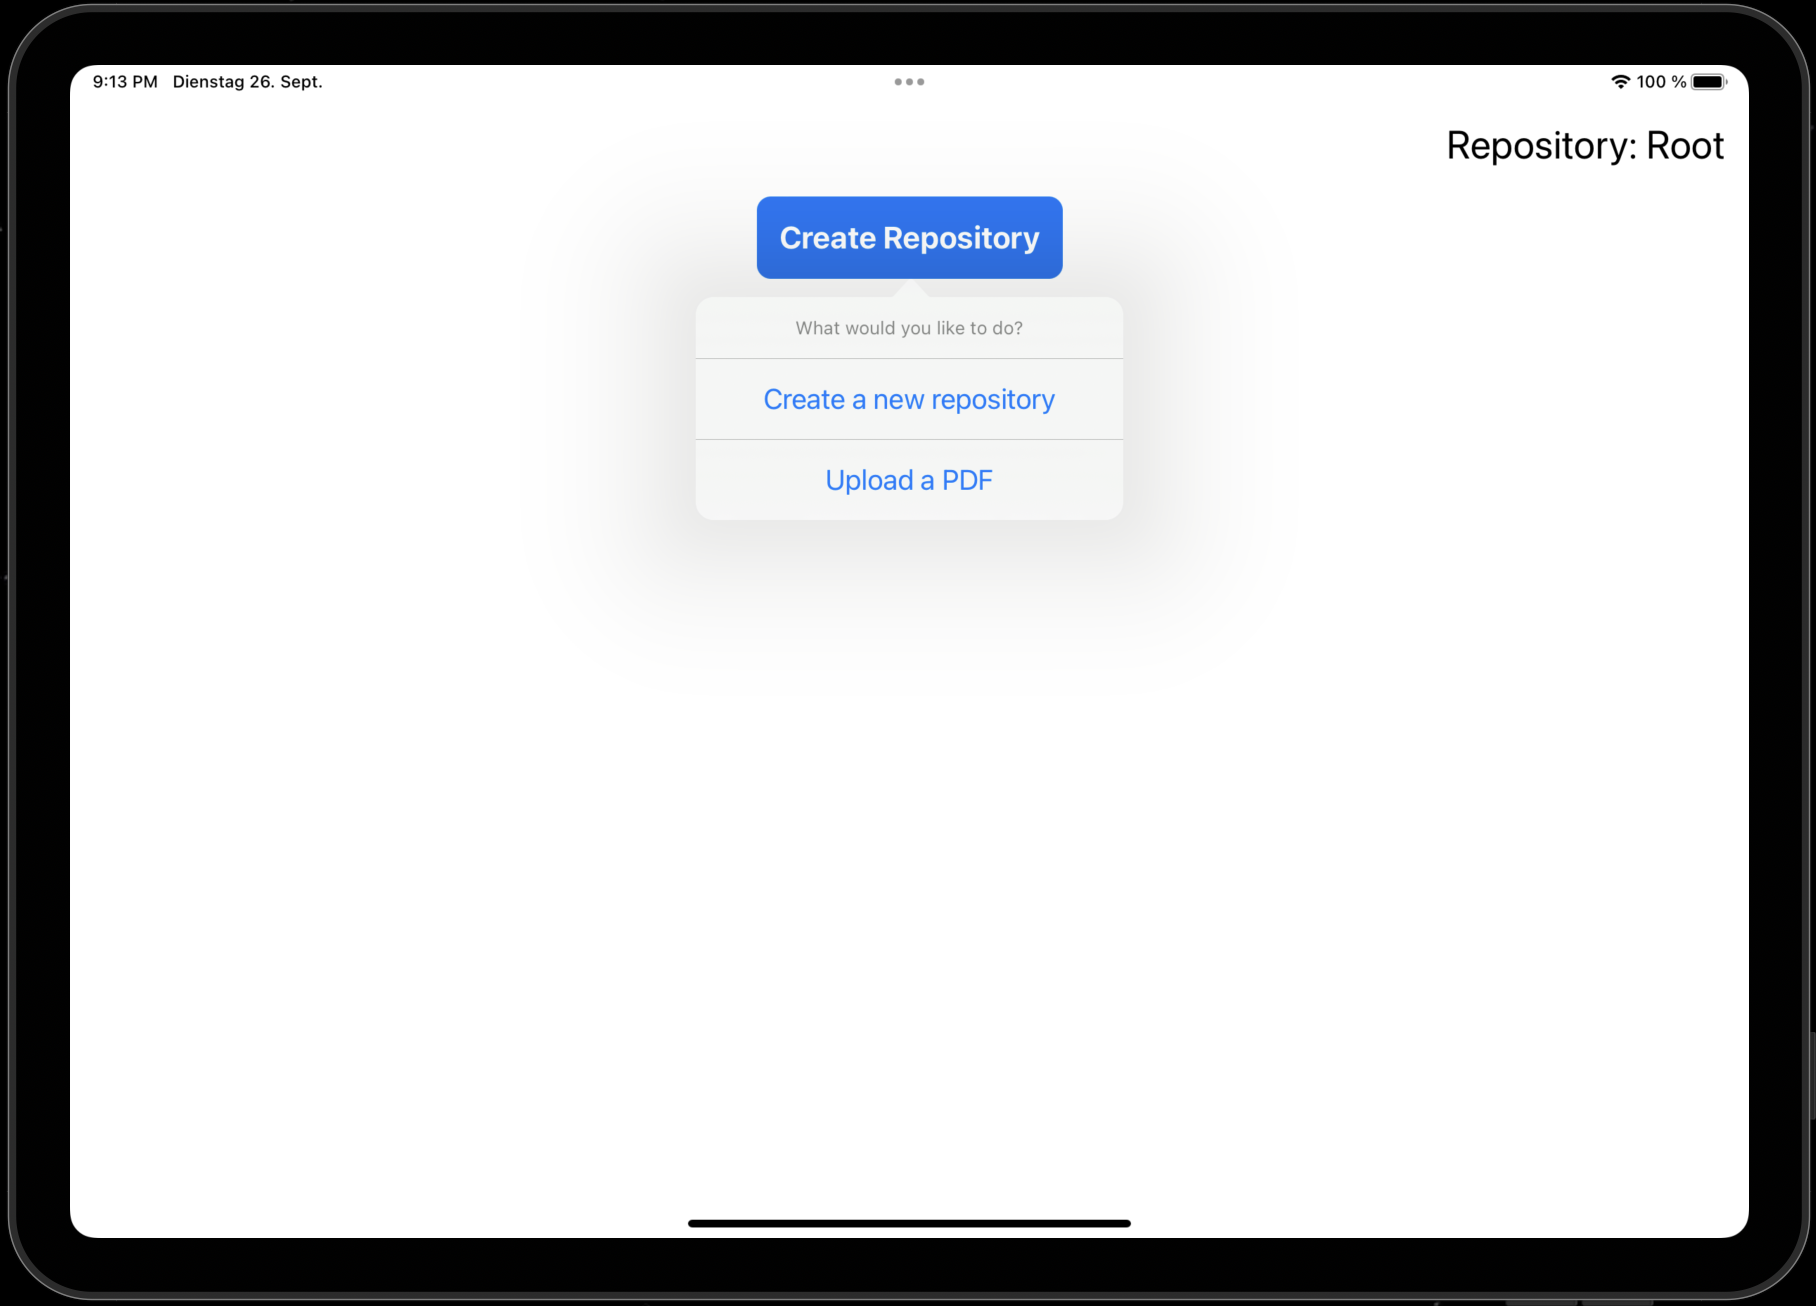 9:13 PM Dienstag 26. Sept.
100 %
Repository: Root
Create Repository
What would you like to do?
Create a new repository
Upload a PDF